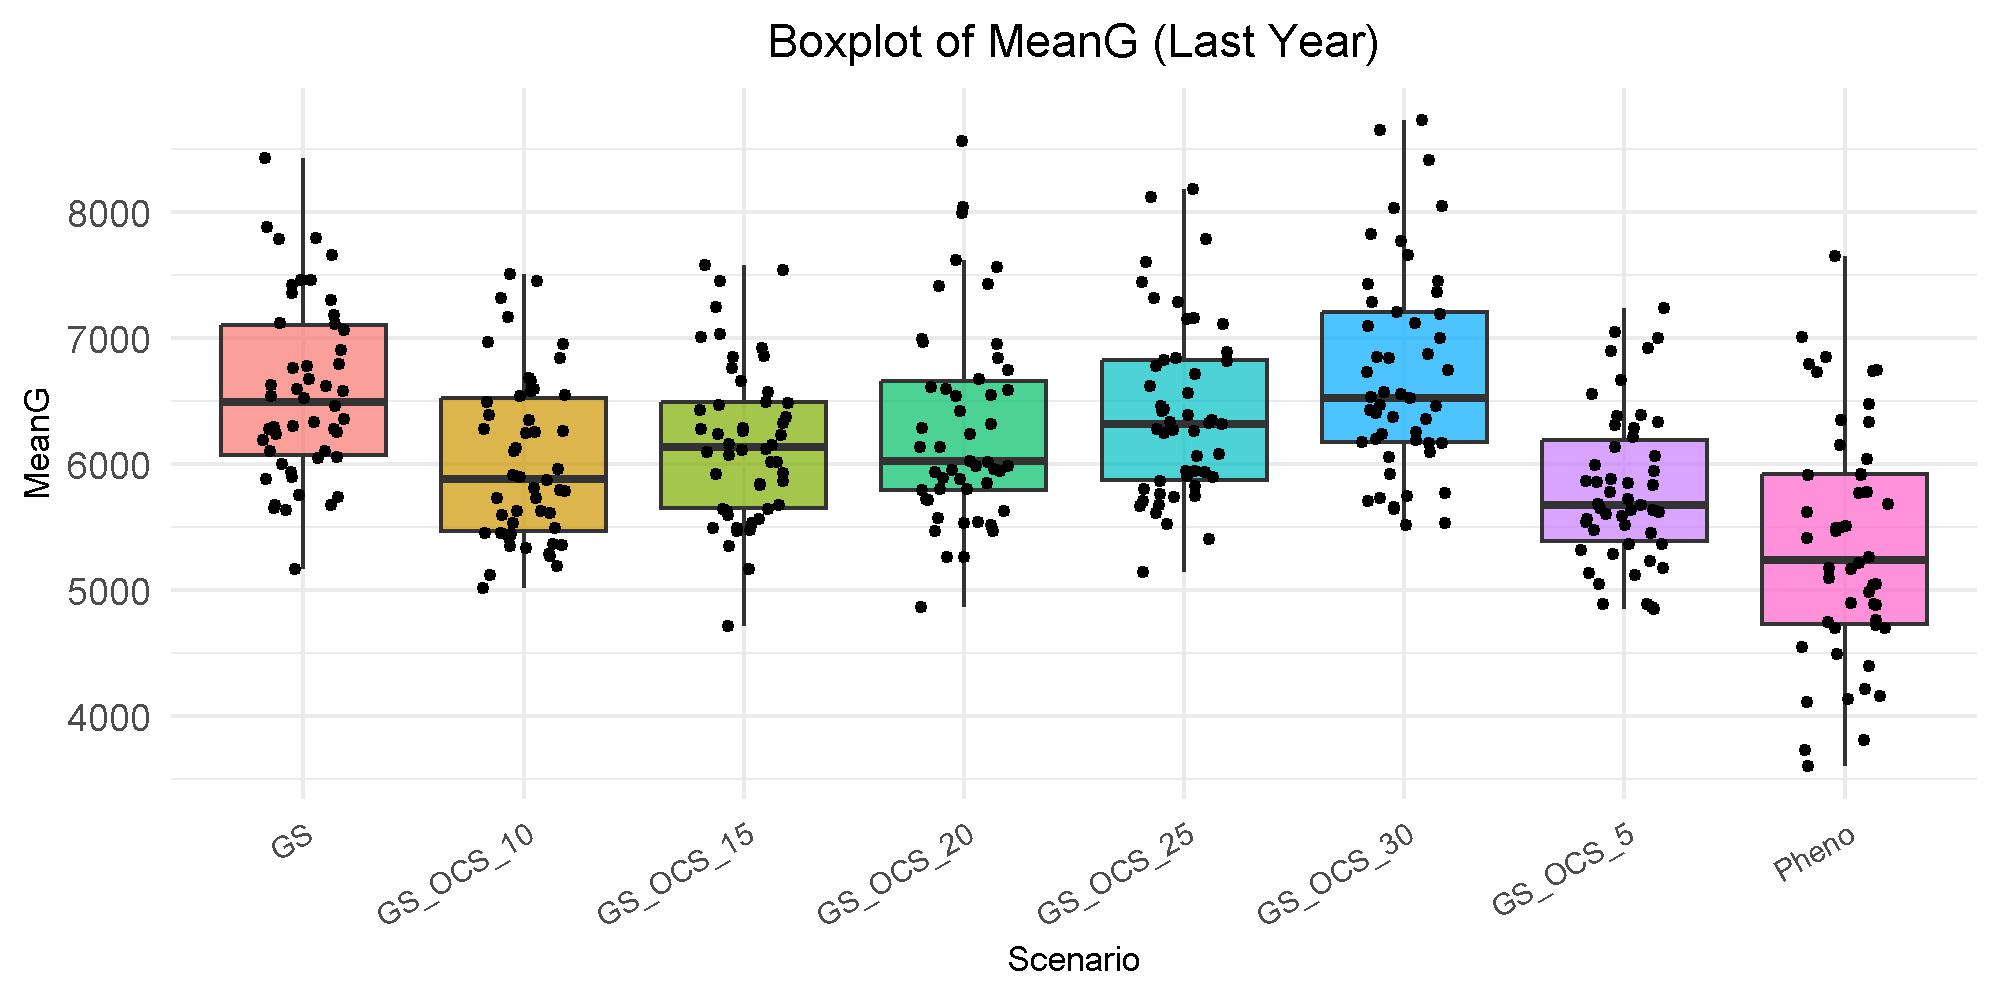 Boxplot of MeanG (Last Year)
MeanG
8000
7000
6000
5000
4000
GS
GS_OCS_10
GS_OCS_15
GS_OCS_20
GS_OCS_25
GS_OCS_30
GS_OCS_5
Pheno
Scenario